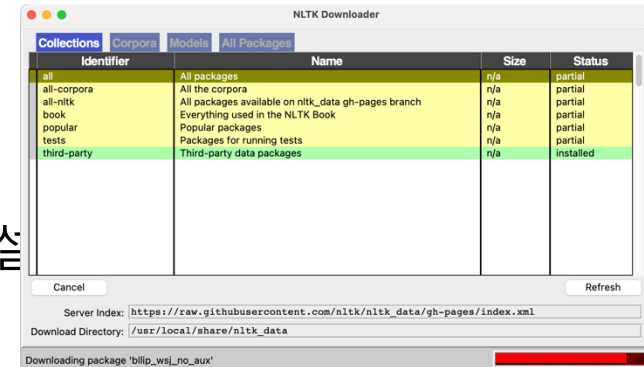 NLTK Downloader
Collections Corpora Models All Packages
Identifier Name Size Status
all All packages n/a partial
all-corpora All the corpora n/a partial
all-nltk All packages available on nltk_data gh-pages branch n/a partial
book Everything used in the NLTK Book n/a partial
popular Popular packages n/a partial
tests Packages for running tests n/a partial
third-party Third-party data packages n/a installed
Cancel Refresh
Server Index: https://raw.githubusercontent.com/nltk/nltk_data/gh-pages/index.xml
Download Directory: /usr/local/share/nltk_data
Downloading package 'bllip_wsj_no_aux'